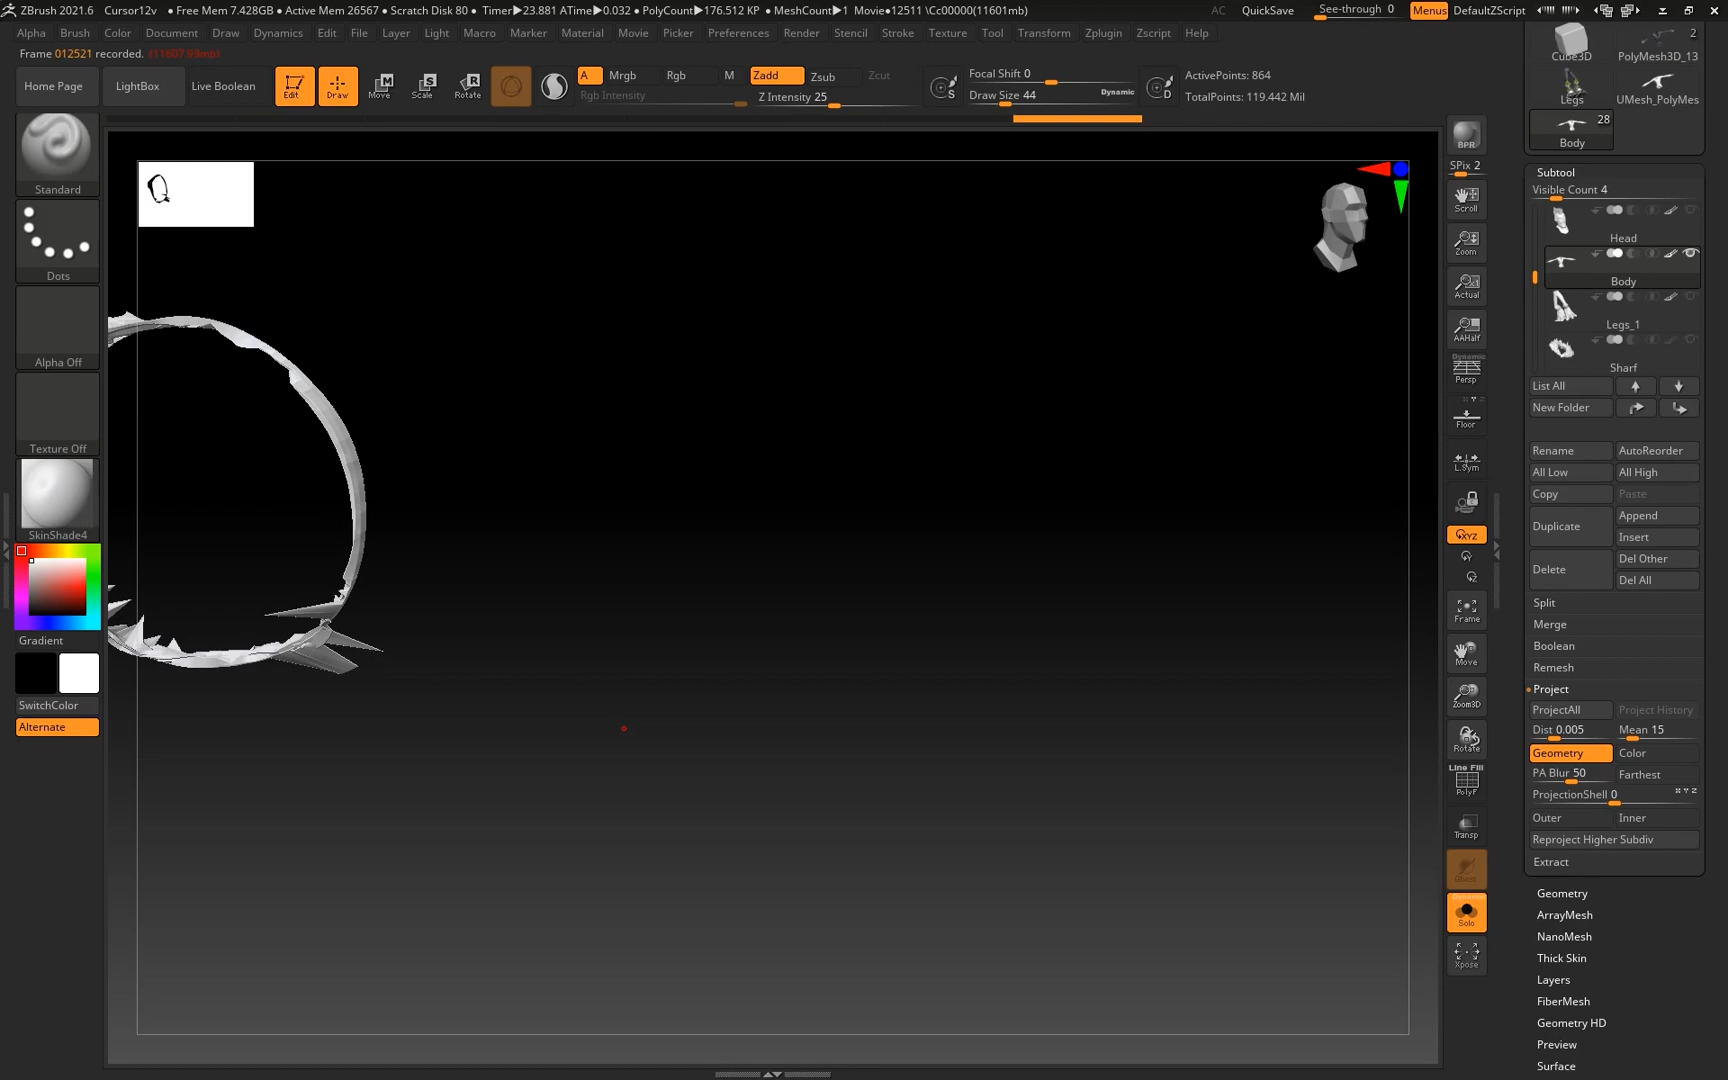 ZBrush 2021.6 Cursor12v • Free Mem 7.428GB • Active Mem 26567 • Scratch Disk 80 • Timer▶23.881 ATime▶0.032 • PolyCount▶176.512 KP • MeshCount▶1 Movie•12511 \Cc00000(11601mb) AC QuickSave See-through 0 Menus DefaultZScript
Alpha Brush Color Document Draw Dynamics Edit File Layer Light Macro Marker Material Movie Picker Preferences Render Stencil Stroke Texture Tool Transform Zplugin Zscript Help
Frame 012521 recorded. (11607.93mb)
Home Page LightBox Live Boolean Edit Draw Move Scale Rotate
A Mrgb Rgb M Zadd Zsub Zcut
Rgb Intensity Z Intensity 25
Focal Shift 0
Draw Size 44 Dynamic
ActivePoints: 864
TotalPoints: 119.442 Mil
Standard
Dots
Alpha Off
Texture Off
SkinShade4
Gradient
SwitchColor
Alternate
BPR
SPix 2
Scroll
Zoom
Actual
AAHalf
Dynamic
Persp
Floor
L.Sym
XYZ
Y
Z
Frame
Move
Zoom3D
Rotate
Line Fill
PolyF
Transp
Ghost
Dynamic
Solo
Xpose
2
Cube3D PolyMesh3D_13
Legs UMesh_PolyMes
28
Body
Subtool
Visible Count 4
Head
Body
Legs_1
Sharf
List All
New Folder
Rename AutoReorder
All Low All High
Copy Paste
Duplicate Append
Insert
Delete Del Other
Del All
Split
Merge
Boolean
Remesh
Project
ProjectAll Project History
Dist 0.005 Mean 15
Geometry Color
PA Blur 50 Farthest
ProjectionShell 0 X Y Z
Outer Inner
Reproject Higher Subdiv
Extract
Geometry
ArrayMesh
NanoMesh
Thick Skin
Layers
FiberMesh
Geometry HD
Preview
Surface